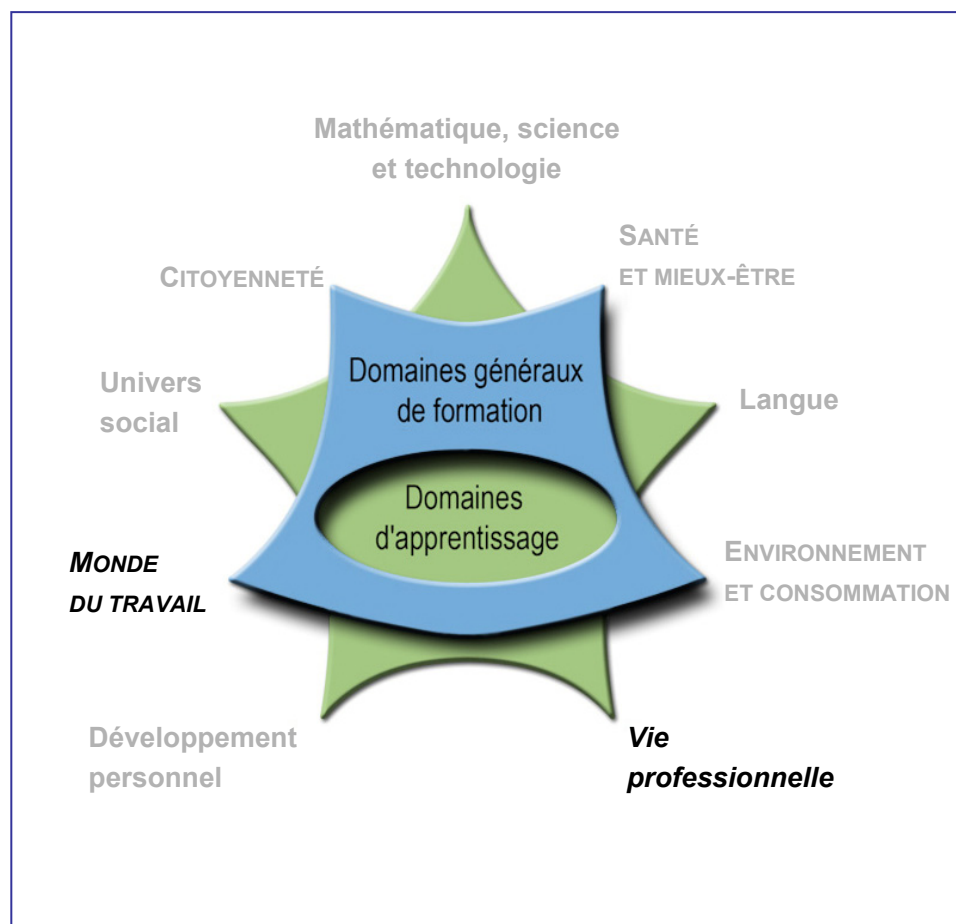 Mathématique, science
et technologie
SANTÉ
ET MIEUX-ÊTRE
CITOYENNETÉ
Domaines généraux
de formation
Univers
social
Langue
Domaines
d'apprentissage
MONDE
DU TRAVAIL
ENVIRONNEMENT
ET CONSOMMATION
Développement
personnel
Vie
professionnelle